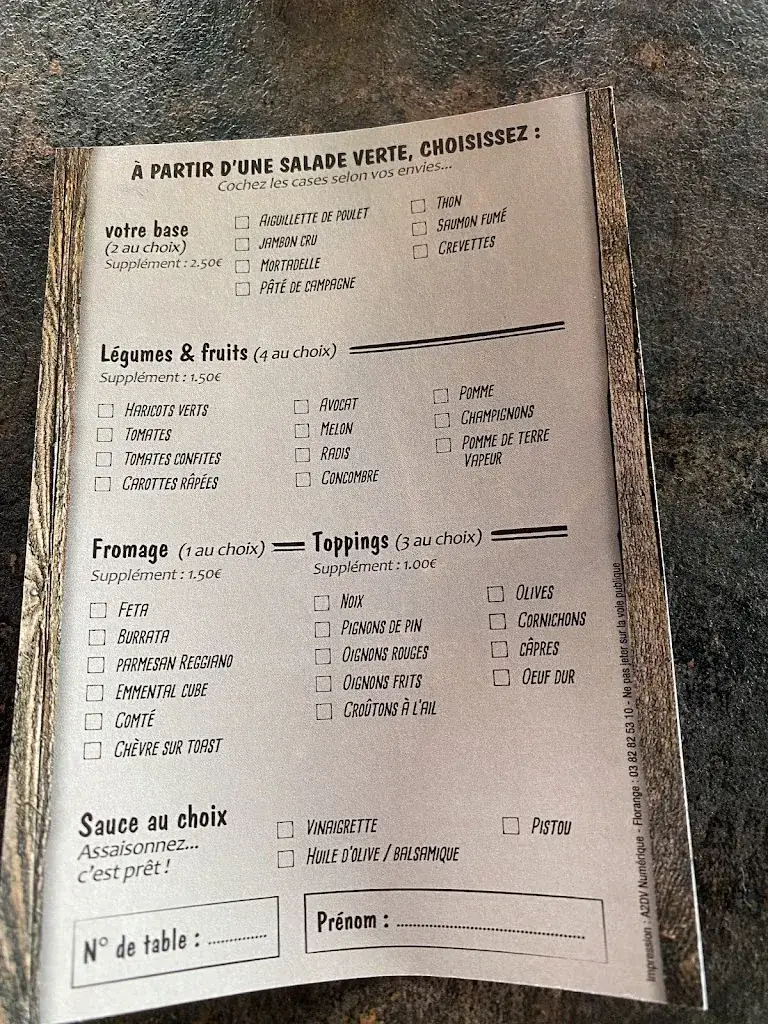 À PARTIR D'UNE SALADE VERTE, CHOISISSEZ :
Cochez les cases selon vos envies...
votre base
(2 au choix)
Supplément : 2.50€
AIGUILLETTE DE POULET
JAMBON CRU
MORTADELLE
PÂTÉ DE CAMPAGNE
THON
SAUMON FUMÉ
CREVETTES
Légumes & fruits (4 au choix)
Supplément : 1.50€
HARICOTS VERTS
TOMATES
TOMATES CONFITES
CAROTTES RÂPÉES
AVOCAT
MELON
RADIS
CONCOMBRE
POMME
CHAMPIGNONS
POMME DE TERRE
VAPEUR
Fromage (1 au choix)
Supplément : 1.50€
FETA
BURRATA
PARMESAN REGGIANO
EMMENTAL CUBE
COMTÉ
CHÈVRE SUR TOAST
Toppings (3 au choix)
Supplément : 1.00€
NOIX
PIGNONS DE PIN
OIGNONS ROUGES
OIGNONS FRITS
CROÛTONS À L'AIL
OLIVES
CORNICHONS
CÂPRES
OEUF DUR
Sauce au choix
Assaisonnez...
c'est prêt !
VINAIGRETTE
HUILE D'OLIVE / BALSAMIQUE
PISTOU
N° de table : ............
Prénom : ........................................
Impression : A2DV Numérique - Florange : 03 82 82 53 10 - Ne pas jeter sur la voie publique